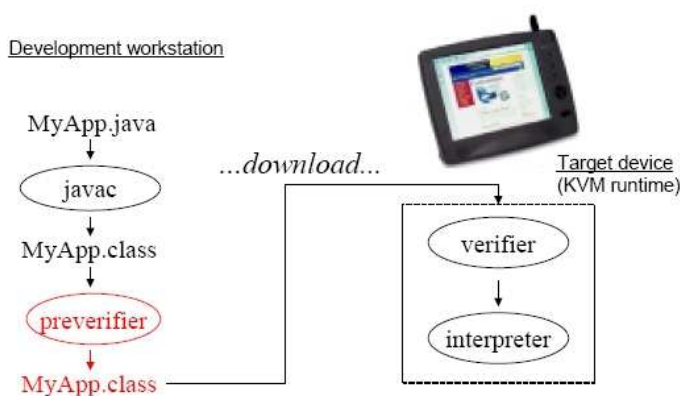 Development workstation
MyApp.java
javac
MyApp.class
preverifier
MyApp.class
...download...
Target device
(KVM runtime)
verifier
interpreter